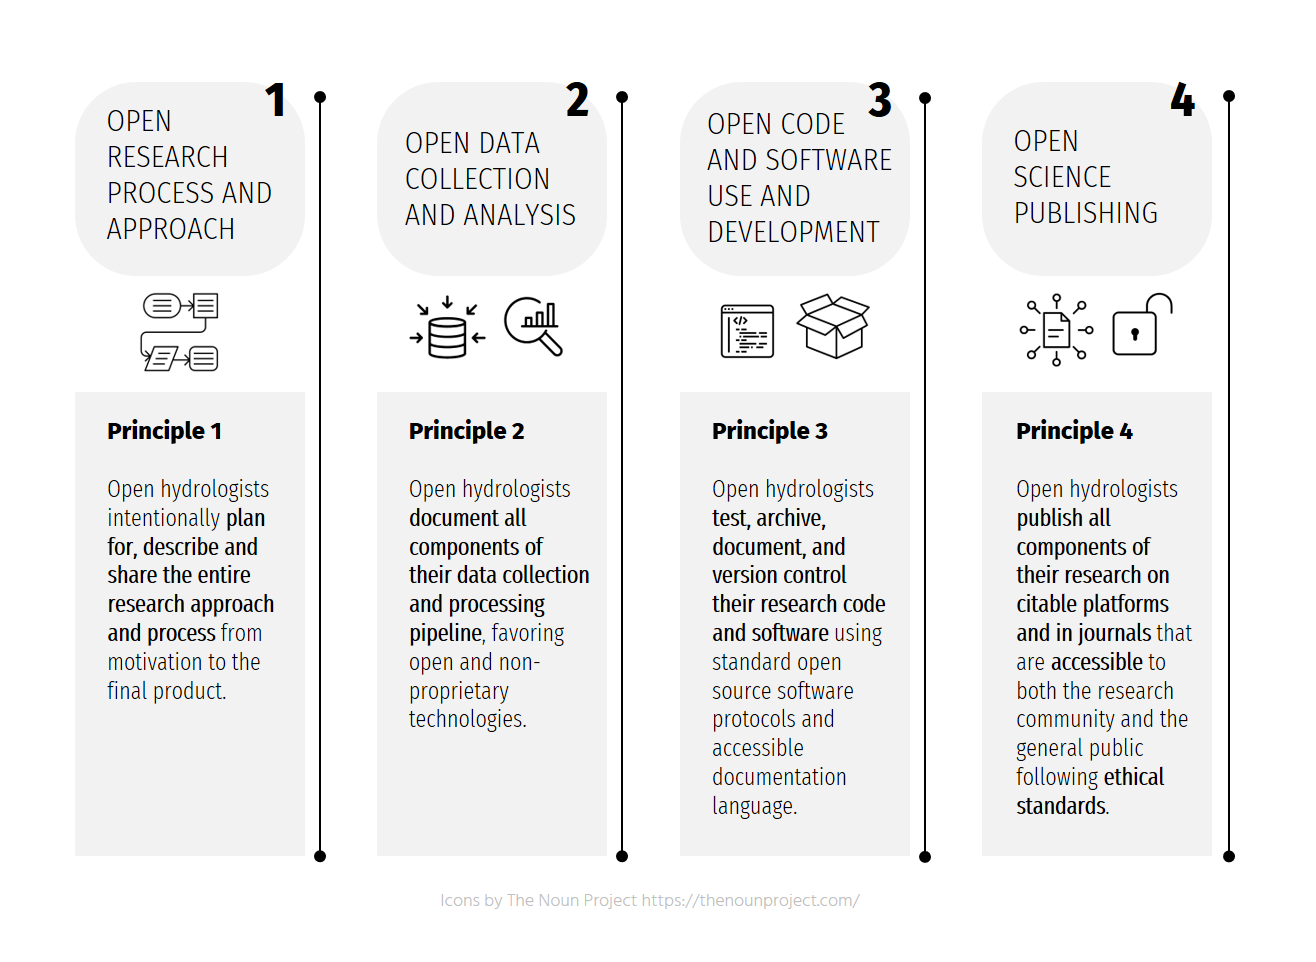 1
OPEN
RESEARCH
PROCESS AND
APPROACH
Principle 1
Open hydrologists
intentionally plan
for, describe and
share the entire
research approach
and process from
motivation to the
final product.
2
OPEN DATA
COLLECTION
AND ANALYSIS
Principle 2
Open hydrologists
document all
components of
their data collection
and processing
pipeline, favoring
open and non-
proprietary
technologies.
3
OPEN CODE
AND SOFTWARE
USE AND
DEVELOPMENT
</>
Principle 3
Open hydrologists
test, archive,
document, and
version control
their research code
and software using
standard open
source software
protocols and
accessible
documentation
language.
4
OPEN
SCIENCE
PUBLISHING
Principle 4
Open hydrologists
publish all
components of
their research on
citable platforms
and in journals that
are accessible to
both the research
community and the
general public
following ethical
standards.
Icons by The Noun Project https://thenounproject.com/